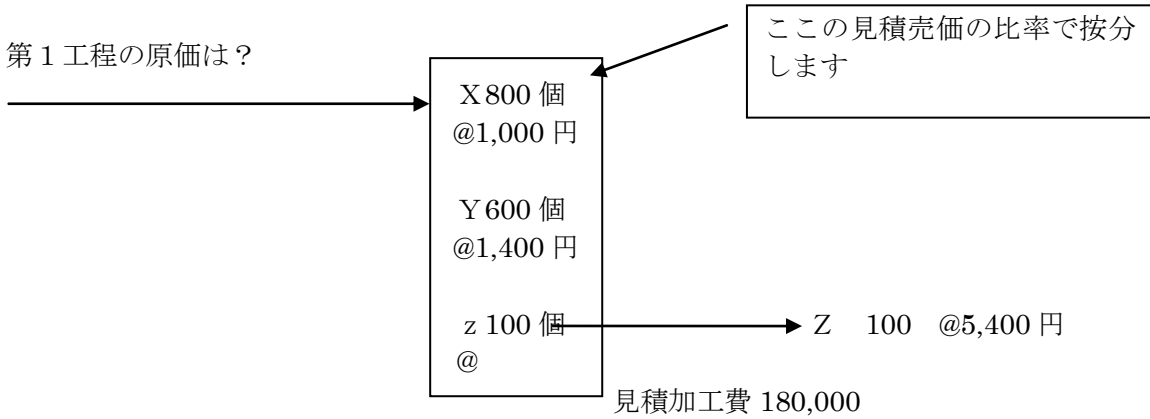 ここの見積売価の比率で按分
します
第１工程の原価は？
Ｘ800 個
@1,000 円
Ｙ600 個
@1,400 円
ｚ100 個
@
Ｚ　100　@5,400 円
見積加工費 180,000